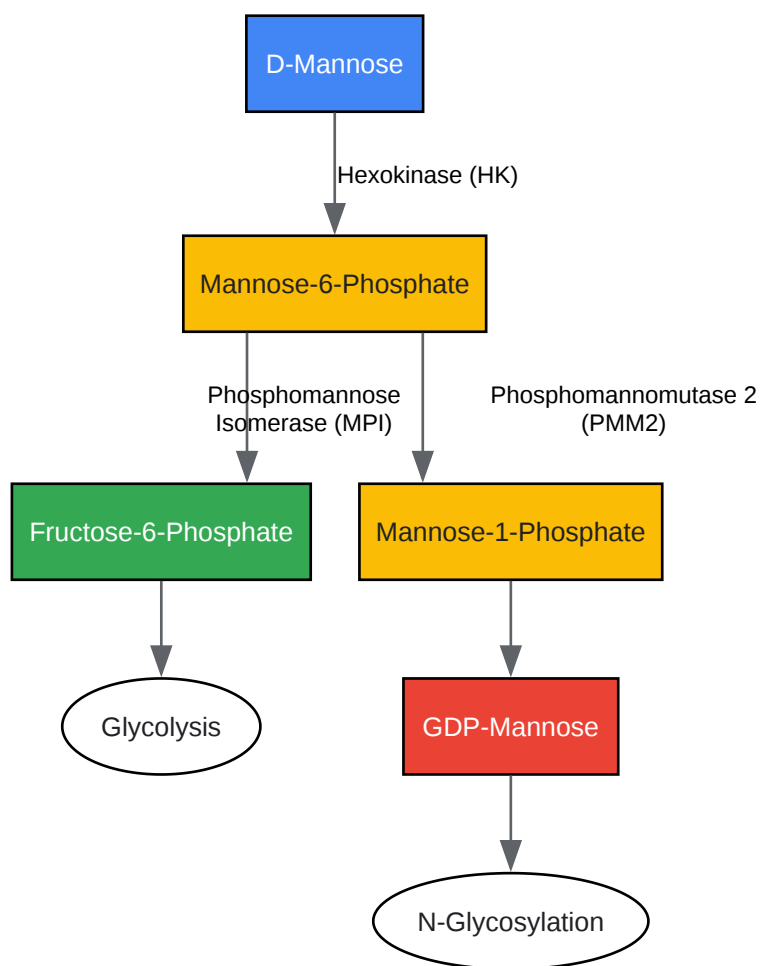 D-Mannose
Hexokinase (HK)
Mannose-6-Phosphate
Phosphomannose
Isomerase (MPI)
Phosphomannomutase 2
(PMM2)
Fructose-6-Phosphate
Mannose-1-Phosphate
Glycolysis
GDP-Mannose
N-Glycosylation